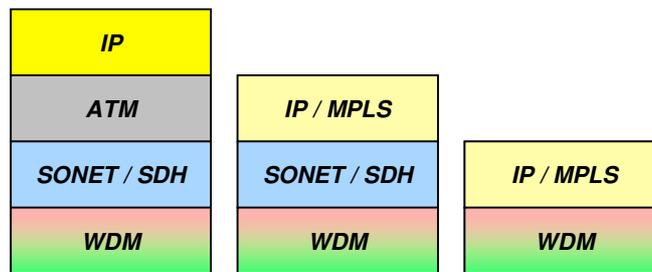 IP
ATM
SONET / SDH
WDM
IP / MPLS
SONET / SDH
WDM
IP / MPLS
WDM